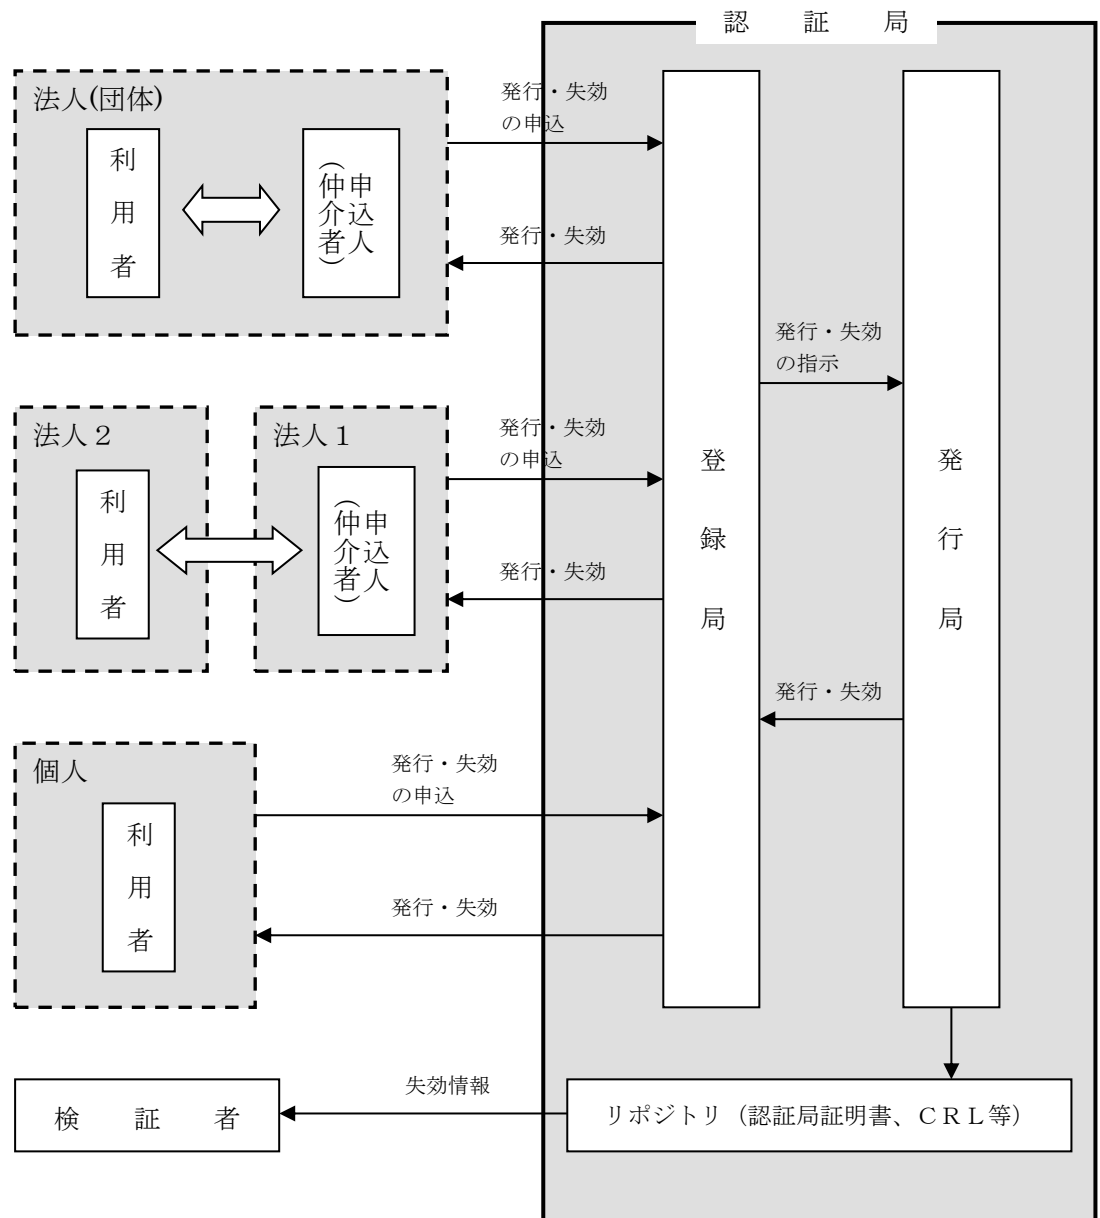 認 証 局
法人(団体)
利用者
申込人
(仲介者)
発行・失効
の申込
発行・失効
発行・失効
の指示
法人２
利用者
法人１
申込人
(仲介者)
発行・失効
の申込
発行・失効
登録局
発行局
発行・失効
個人
利用者
発行・失効
の申込
発行・失効
検 証 者
失効情報
リポジトリ（認証局証明書、ＣＲＬ等）